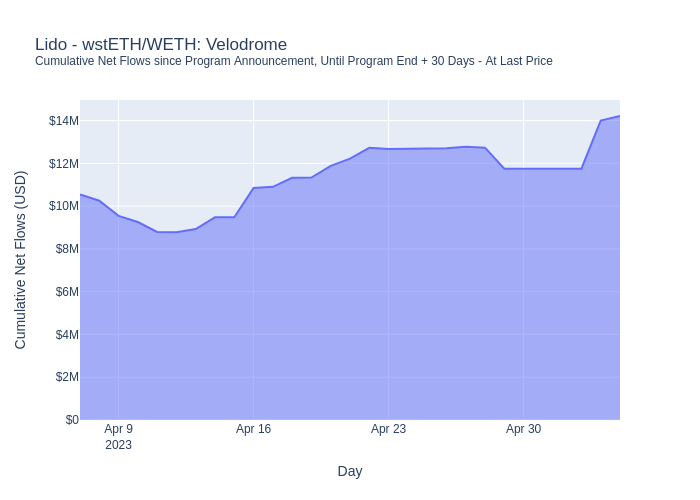 Lido - wstETH/WETH: Velodrome
Cumulative Net Flows since Program Announcement, Until Program End + 30 Days - At Last Price
$14M
$12M
$10M
$8M
$6M
$4M
$2M
$0
Cumulative Net Flows (USD)
Apr 9
2023
Apr 16
Apr 23
Apr 30
Day